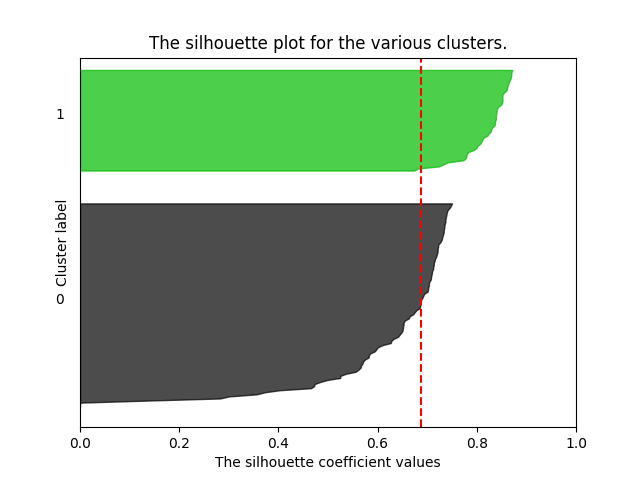 The silhouette plot for the various clusters.
1
Cluster label
0
0.0 0.2 0.4 0.6 0.8 1.0
The silhouette coefficient values